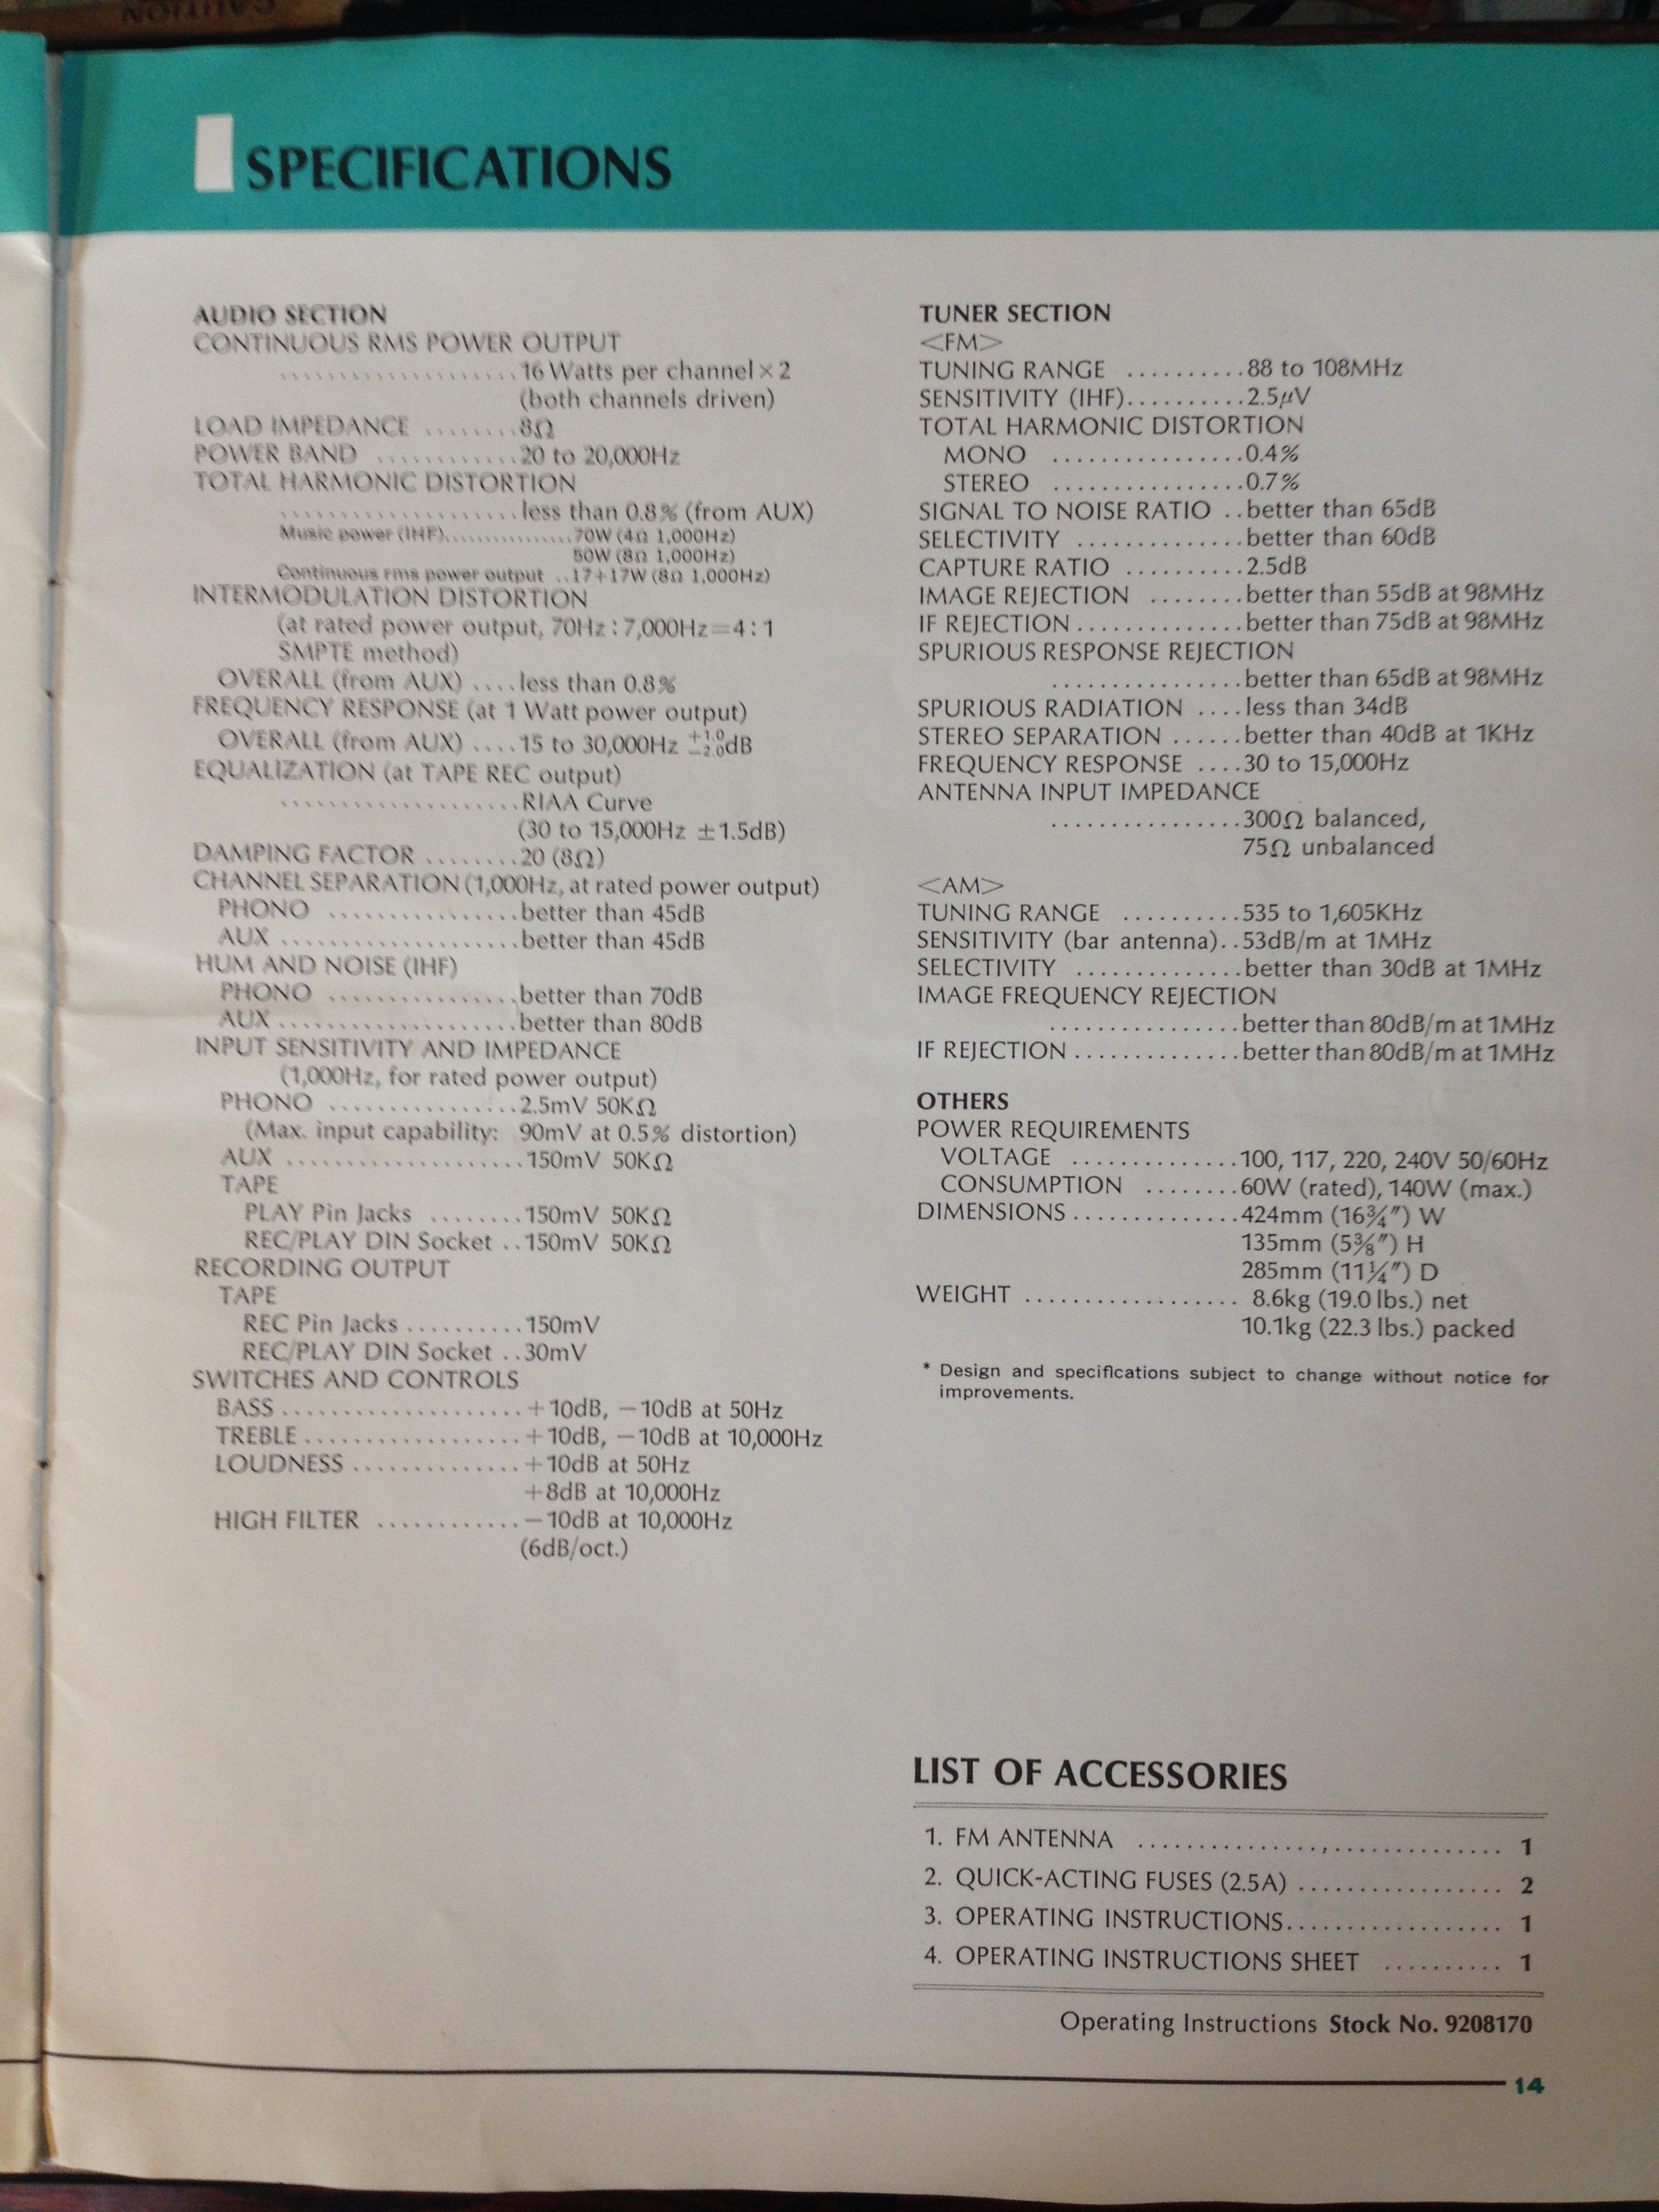 CAUTION
SPECIFICATIONS
AUDIO SECTION
CONTINUOUS RMS POWER OUTPUT
....................16 Watts per channel×2
(both channels driven)
LOAD IMPEDANCE ........8Ω
POWER BAND ............20 to 20,000Hz
TOTAL HARMONIC DISTORTION
....................less than 0.8% (from AUX)
Music power (IHF)................70W (4Ω 1,000Hz)
50W (8Ω 1,000Hz)
Continuous rms power output ..17+17W (8Ω 1,000Hz)
INTERMODULATION DISTORTION
(at rated power output, 70Hz : 7,000Hz=4 : 1
SMPTE method)
OVERALL (from AUX) ....less than 0.8%
FREQUENCY RESPONSE (at 1 Watt power output)
OVERALL (from AUX) ....15 to 30,000Hz +1.0 −2.0dB
EQUALIZATION (at TAPE REC output)
....................RIAA Curve
(30 to 15,000Hz ±1.5dB)
DAMPING FACTOR ........20 (8Ω)
CHANNEL SEPARATION (1,000Hz, at rated power output)
PHONO ................better than 45dB
AUX ....................better than 45dB
HUM AND NOISE (IHF)
PHONO ................better than 70dB
AUX ....................better than 80dB
INPUT SENSITIVITY AND IMPEDANCE
(1,000Hz, for rated power output)
PHONO ................2.5mV 50KΩ
(Max. input capability: 90mV at 0.5% distortion)
AUX ....................150mV 50KΩ
TAPE
PLAY Pin Jacks ........150mV 50KΩ
REC/PLAY DIN Socket ..150mV 50KΩ
RECORDING OUTPUT
TAPE
REC Pin Jacks ..........150mV
REC/PLAY DIN Socket ..30mV
SWITCHES AND CONTROLS
BASS ....................+10dB, −10dB at 50Hz
TREBLE ..................+10dB, −10dB at 10,000Hz
LOUDNESS ..............+10dB at 50Hz
+8dB at 10,000Hz
HIGH FILTER ............−10dB at 10,000Hz
(6dB/oct.)
TUNER SECTION
<FM>
TUNING RANGE ..........88 to 108MHz
SENSITIVITY (IHF)..........2.5μV
TOTAL HARMONIC DISTORTION
MONO ................0.4%
STEREO ................0.7%
SIGNAL TO NOISE RATIO ..better than 65dB
SELECTIVITY ..............better than 60dB
CAPTURE RATIO ..........2.5dB
IMAGE REJECTION ........better than 55dB at 98MHz
IF REJECTION ..............better than 75dB at 98MHz
SPURIOUS RESPONSE REJECTION
................better than 65dB at 98MHz
SPURIOUS RADIATION ....less than 34dB
STEREO SEPARATION ......better than 40dB at 1KHz
FREQUENCY RESPONSE ....30 to 15,000Hz
ANTENNA INPUT IMPEDANCE
................300Ω balanced,
75Ω unbalanced
<AM>
TUNING RANGE ..........535 to 1,605KHz
SENSITIVITY (bar antenna)..53dB/m at 1MHz
SELECTIVITY ..............better than 30dB at 1MHz
IMAGE FREQUENCY REJECTION
................better than 80dB/m at 1MHz
IF REJECTION ..............better than 80dB/m at 1MHz
OTHERS
POWER REQUIREMENTS
VOLTAGE ..............100, 117, 220, 240V 50/60Hz
CONSUMPTION ........60W (rated), 140W (max.)
DIMENSIONS ..............424mm (16¾″) W
135mm (5⅜″) H
285mm (11¼″) D
WEIGHT .................. 8.6kg (19.0 lbs.) net
10.1kg (22.3 lbs.) packed
* Design and specifications subject to change without notice for
improvements.
LIST OF ACCESSORIES
1. FM ANTENNA .............................. 1
2. QUICK-ACTING FUSES (2.5A) ................. 2
3. OPERATING INSTRUCTIONS.................. 1
4. OPERATING INSTRUCTIONS SHEET .......... 1
Operating Instructions Stock No. 9208170
14